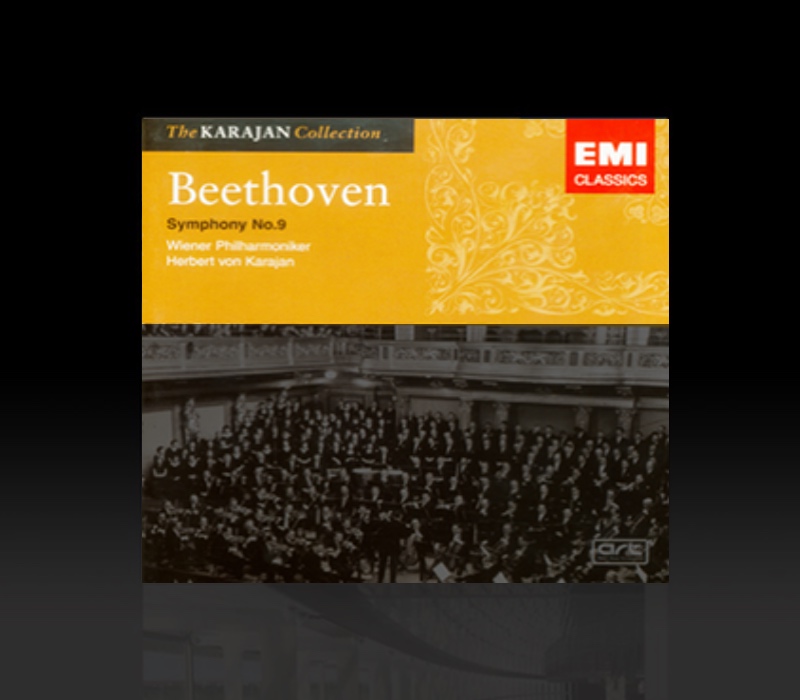 The KARAJAN Collection
EMI
CLASSICS
Beethoven
Symphony No.9
Wiener Philharmoniker
Herbert von Karajan
art